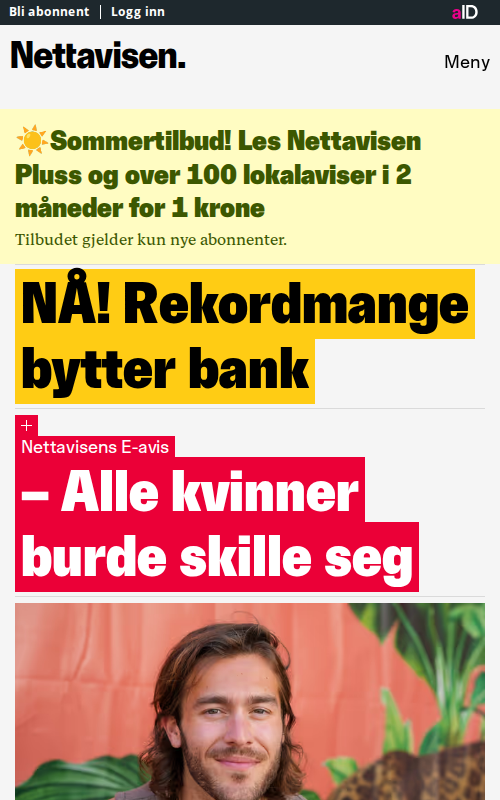 Bli abonnent | Logg inn
aID
Nettavisen.
Meny
☀️Sommertilbud! Les Nettavisen
Pluss og over 100 lokalaviser i 2
måneder for 1 krone
Tilbudet gjelder kun nye abonnenter.
NÅ! Rekordmange
bytter bank
+
Nettavisens E-avis
– Alle kvinner
burde skille seg